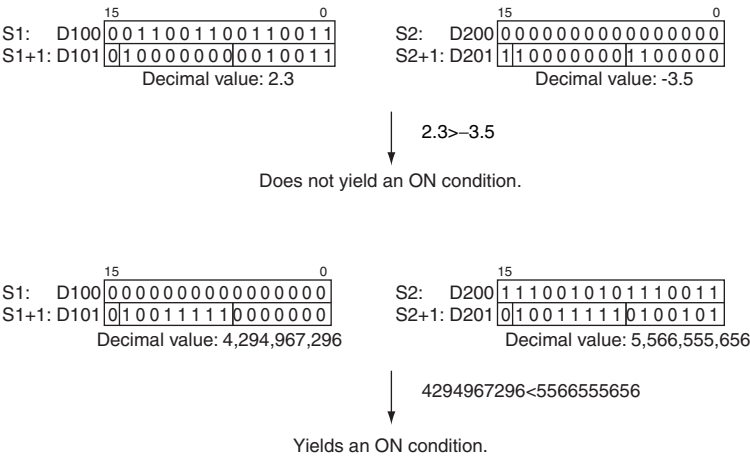 15 0 15 0
S1: D100 0011001100110011 S2: D200 0000000000000000
S1+1: D101 0100000000010011 S2+1: D201 1100000001100000
Decimal value: 2.3 Decimal value: -3.5
2.3>−3.5
Does not yield an ON condition.
15 0 15
S1: D100 0000000000000000 S2: D200 1110010101110011
S1+1: D101 0100111110000000 S2+1: D201 0100111110100101
Decimal value: 4,294,967,296 Decimal value: 5,566,555,656
4294967296<5566555656
Yields an ON condition.